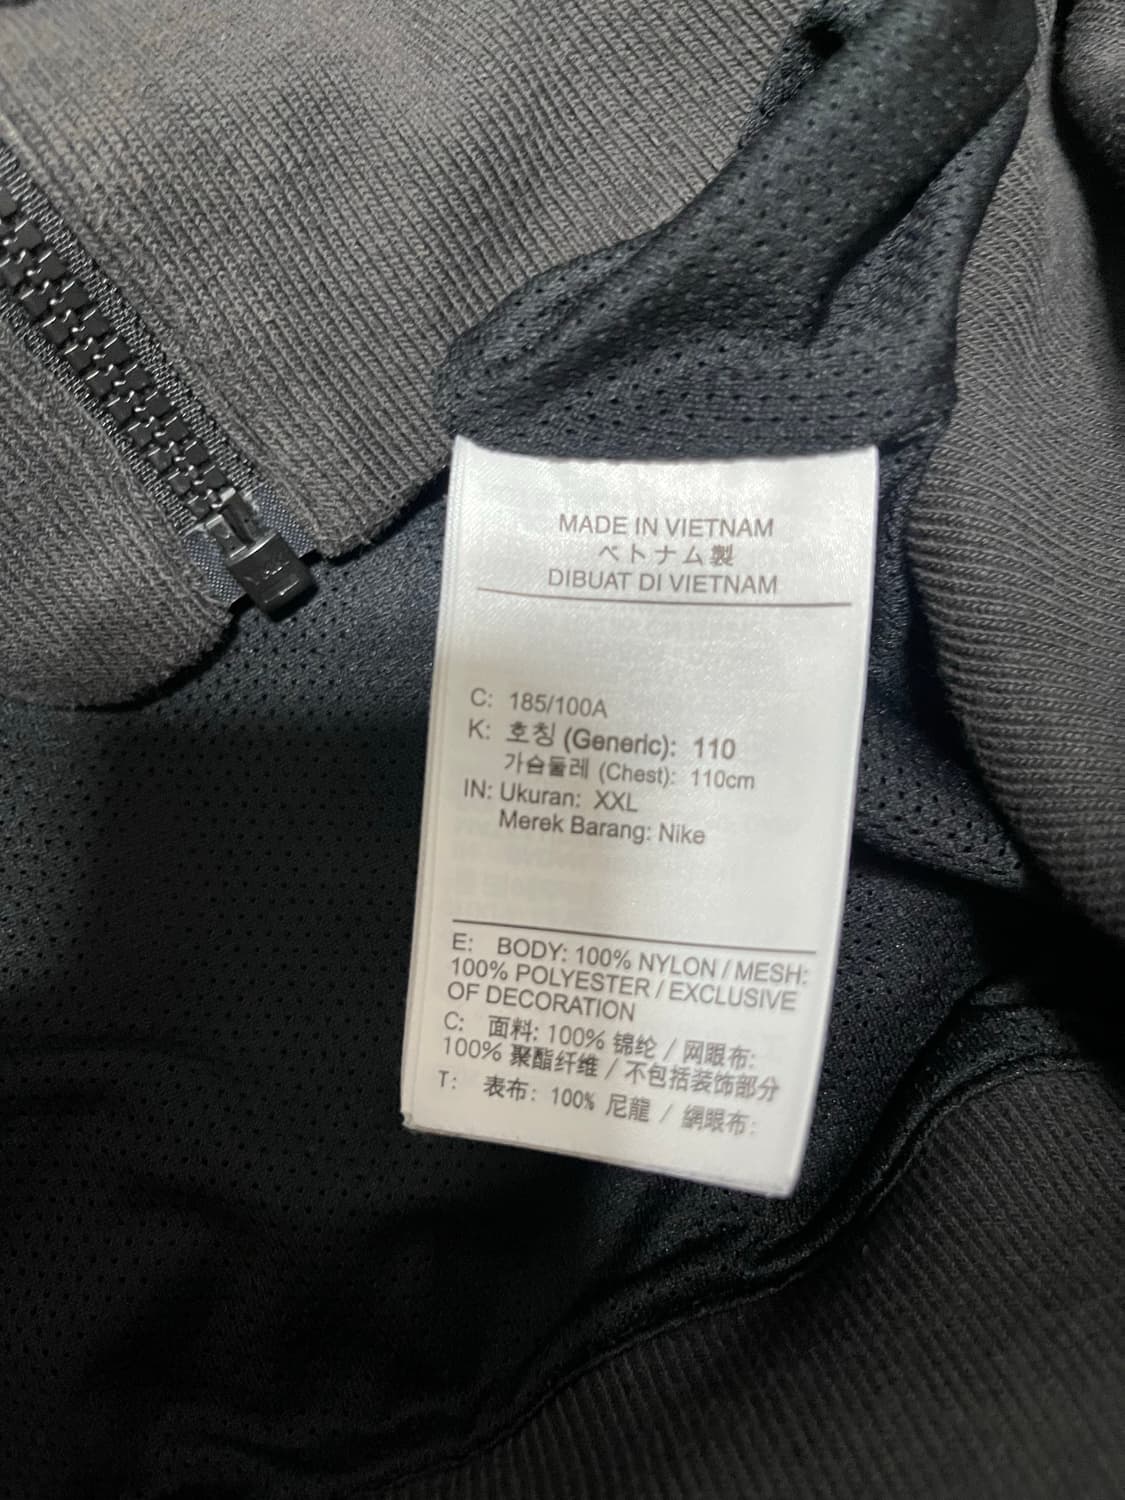 MADE IN VIETNAM
ベトナム製
DIBUAT DI VIETNAM
C: 185/100A
K: 호칭 (Generic): 110
가슴둘레 (Chest): 110cm
IN: Ukuran: XXL
Merek Barang: Nike
E: BODY: 100% NYLON / MESH:
100% POLYESTER / EXCLUSIVE
OF DECORATION
C: 面料: 100% 锦纶 / 网眼布:
100% 聚酯纤维 / 不包括装饰部分
T: 表布: 100% 尼龍 / 網眼布: